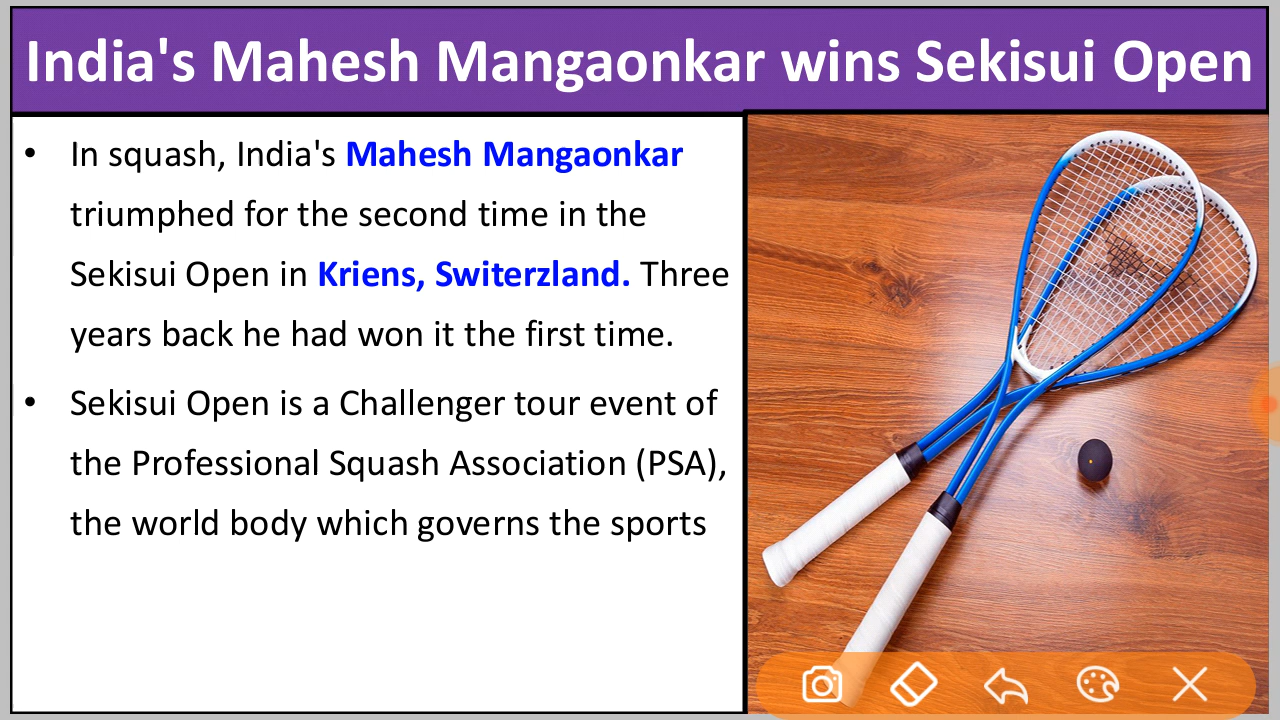 India's Mahesh Mangaonkar wins Sekisui Open
• In squash, India's Mahesh Mangaonkar
triumphed for the second time in the
Sekisui Open in Kriens, Switerzland. Three
years back he had won it the first time.
• Sekisui Open is a Challenger tour event of
the Professional Squash Association (PSA),
the world body which governs the sports